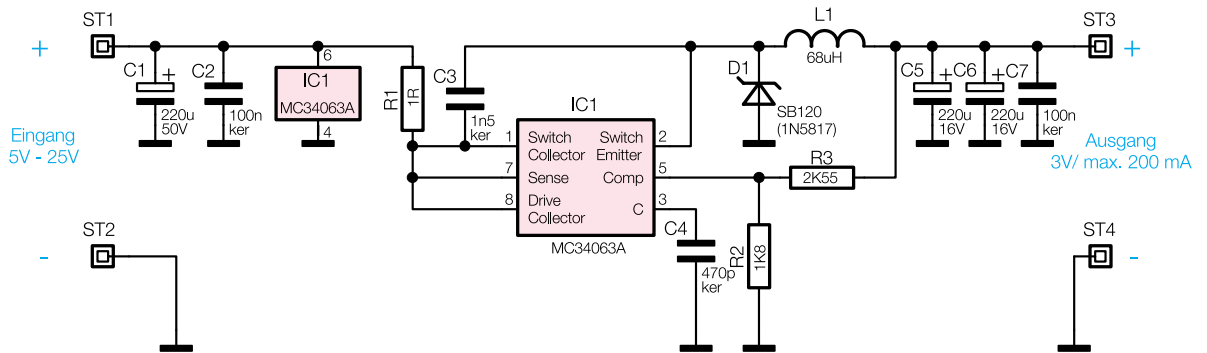 ST1
+
C1
+
220u
50V
C2
100n
ker
6
IC1
MC34063A
4
R1
1R
C3
1n5
ker
L1
68uH
D1
SB120
(1N5817)
C5
+
220u
16V
C6
+
220u
16V
C7
100n
ker
ST3
+
Eingang
5V - 25V
IC1
1
Switch
Collector
Switch
Emitter
2
7
Sense
Comp
5
8
Drive
Collector
C
3
MC34063A
R3
2K55
Ausgang
3V/ max. 200 mA
C4
470p
ker
R2
1K8
ST2
-
ST4
-